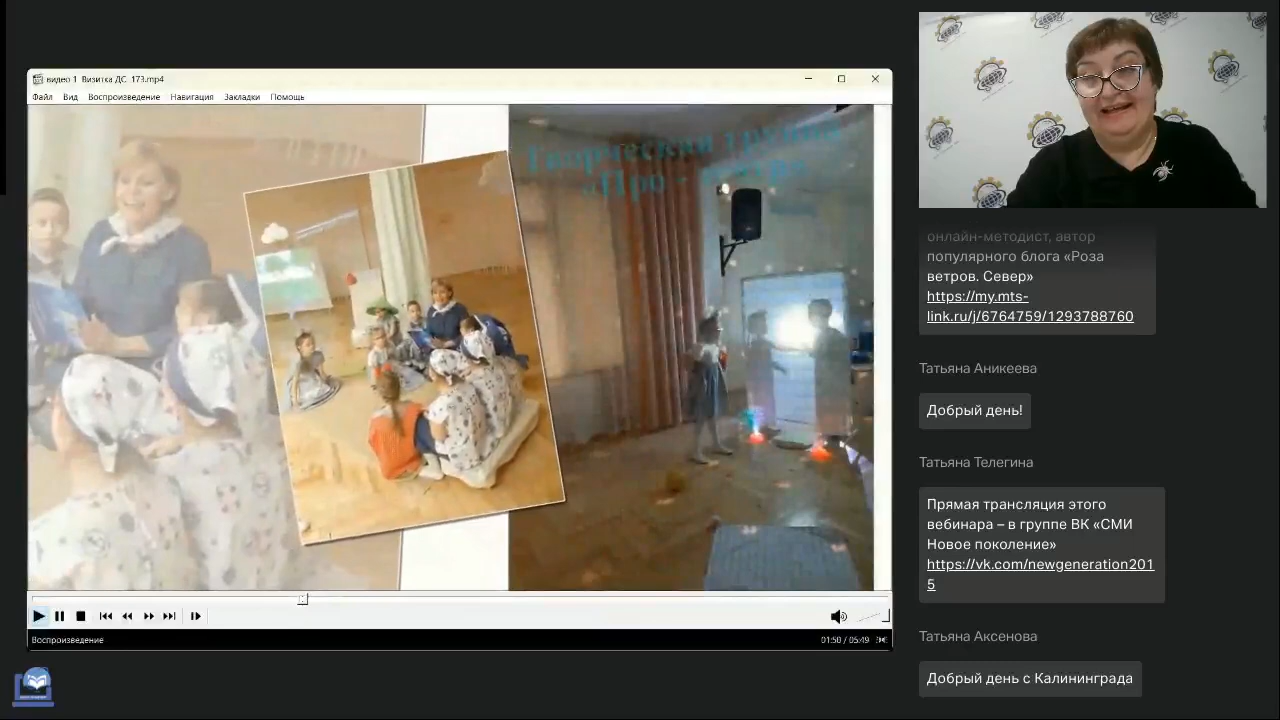 видео 1 Визитка ДС 173.mp4
Файл Вид Воспроизведение Навигация Закладки Помощь
Творческая группа
«Про -
Воспроизведение
01:50 / 05:49
онлайн-методист, автор
популярного блога «Роза
ветров. Север»
https://my.mts-
link.ru/j/6764759/1293788760
Татьяна Аникеева
Добрый день!
Татьяна Телегина
Прямая трансляция этого
вебинара – в группе ВК «СМИ
Новое поколение»
https://vk.com/newgeneration201
5
Татьяна Аксенова
Добрый день с Калининграда